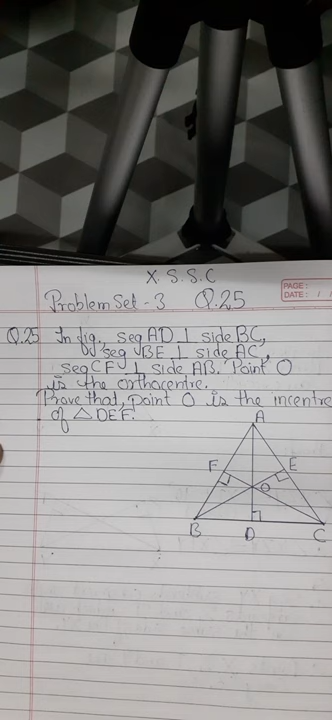 X S.S.C
PAGE:
DATE: / /
Problem Set - 3 Q.25
Q.25 In fig., seg AD ⊥ side BC,
seg BE ⊥ side AC,
seg CF ⊥ side AB. Point O
is the orthocentre.
Prove that, point O is the incentre
of △ DEF.
A
F E
O
B D C